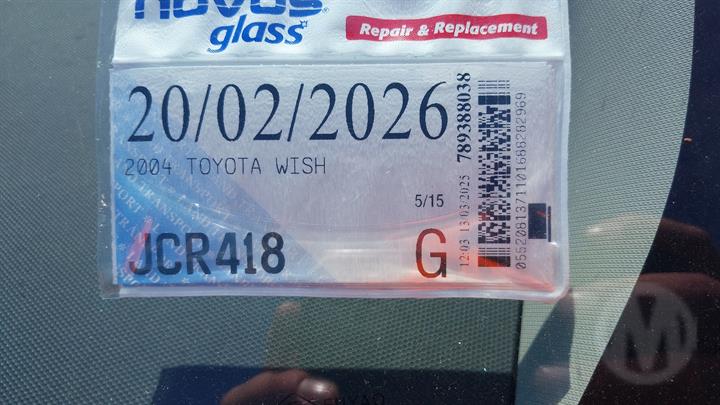 novus
glass
Repair & Replacement
20/02/2026
2004 TOYOTA WISH
5/15
JCR418
G
12:03 13/03/2025
789388038
M